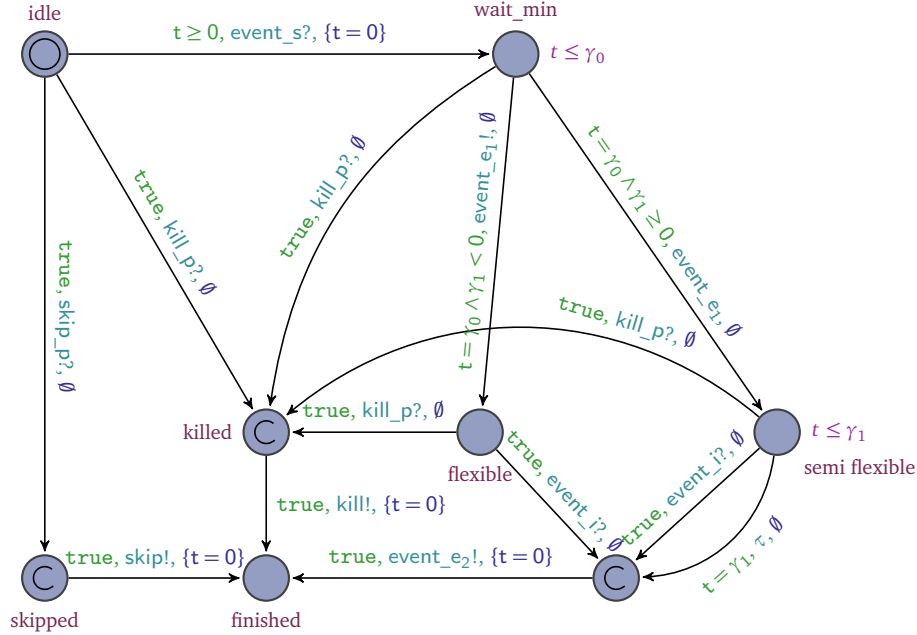 idle
wait_min
t ≥ 0, event_s?, {t = 0}
t ≤ γ₀
true, kill_p?, ∅
true, kill_p?, ∅
t = γ₀ ∧ γ₁ < 0, event_e₁!, ∅
t = γ₀ ∧ γ₁ ≥ 0, event_e₁, ∅
true, skip_p?, ∅
true, kill_p?, ∅
killed
C
true, kill_p?, ∅
flexible
t ≤ γ₁
semi flexible
true, event_i?, ∅
true, event_i?, ∅
t = γ₁, τ, ∅
true, kill!, {t = 0}
true, skip!, {t = 0}
true, event_e₂!, {t = 0}
C
C
skipped
finished